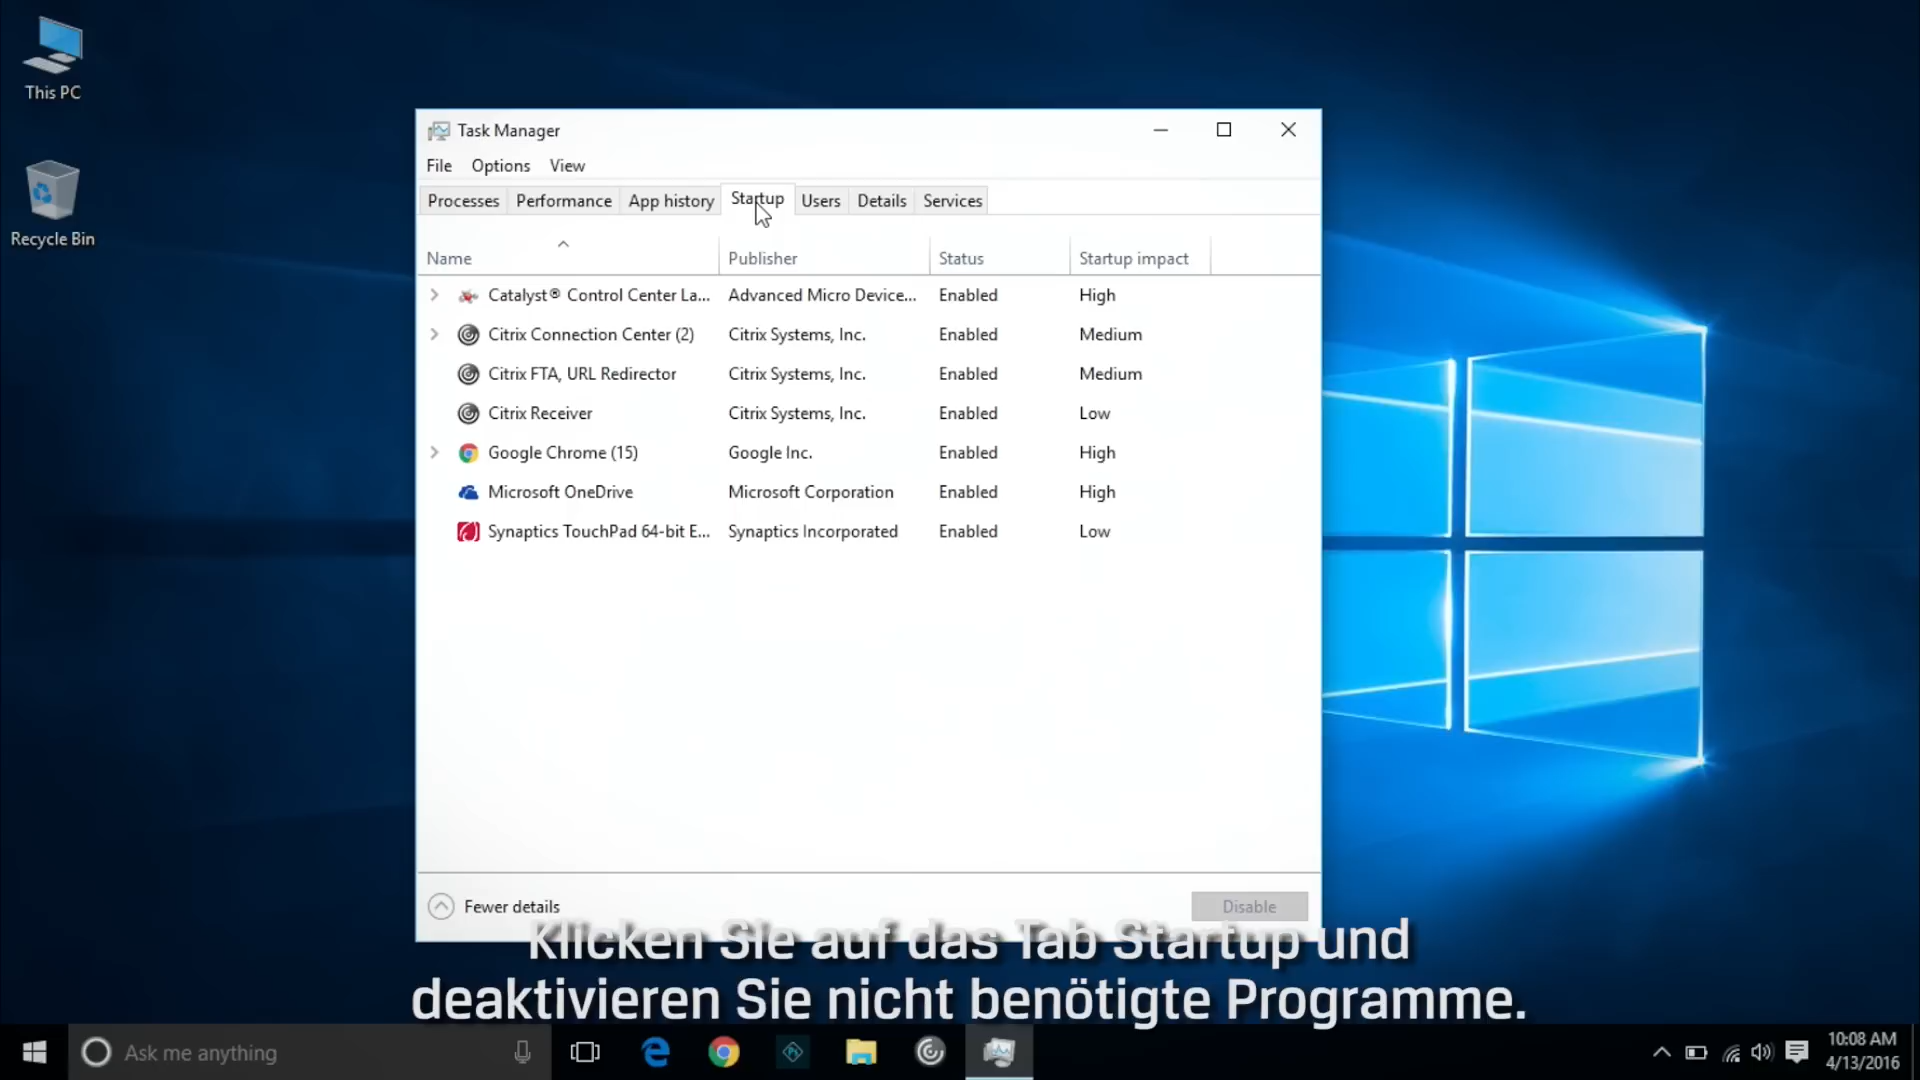 This PC
Recycle Bin
Task Manager
File Options View
Processes Performance App history Startup Users Details Services
Name Publisher Status Startup impact
Catalyst® Control Center La... Advanced Micro Device... Enabled High
Citrix Connection Center (2) Citrix Systems, Inc. Enabled Medium
Citrix FTA, URL Redirector Citrix Systems, Inc. Enabled Medium
Citrix Receiver Citrix Systems, Inc. Enabled Low
Google Chrome (15) Google Inc. Enabled High
Microsoft OneDrive Microsoft Corporation Enabled High
Synaptics TouchPad 64-bit E... Synaptics Incorporated Enabled Low
Fewer details Disable
Klicken Sie auf das Tab Startup und
deaktivieren Sie nicht benötigte Programme.
Ask me anything
10:08 AM
4/13/2016